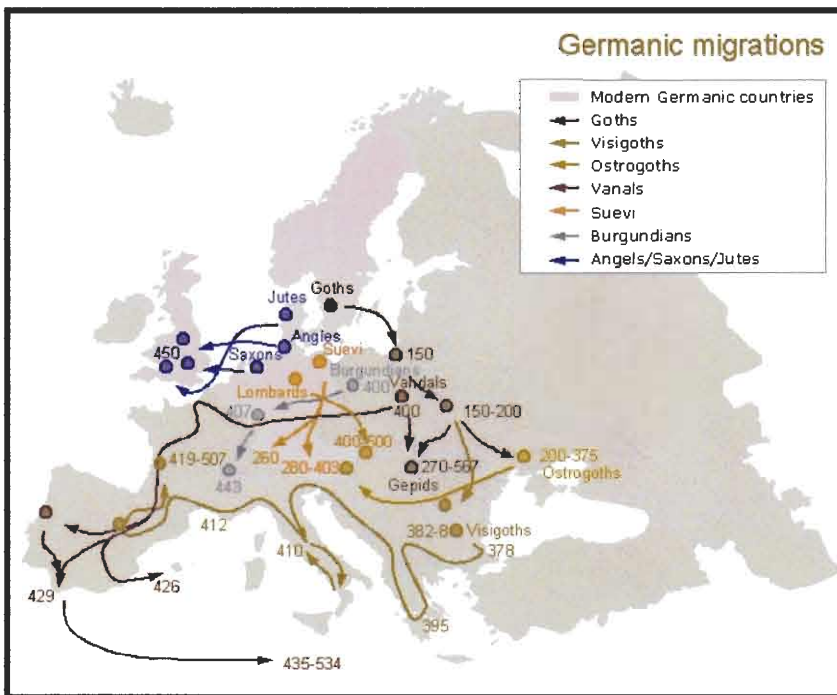 Germanic migrations
Modern Germanic countries
Goths
Visigoths
Ostrogoths
Vanals
Suevi
Burgundians
Angels/Saxons/Jutes
Jutes
Goths
Angles
Suevi
450
Saxons
150
Burgundians
400
Vandals
Lombards
400
407
150-200
400-500
419-507
260
280-403
443
270-567
Gepids
200-375
Ostrogoths
412
382-8
Visigoths
410
378
429
426
395
435-534